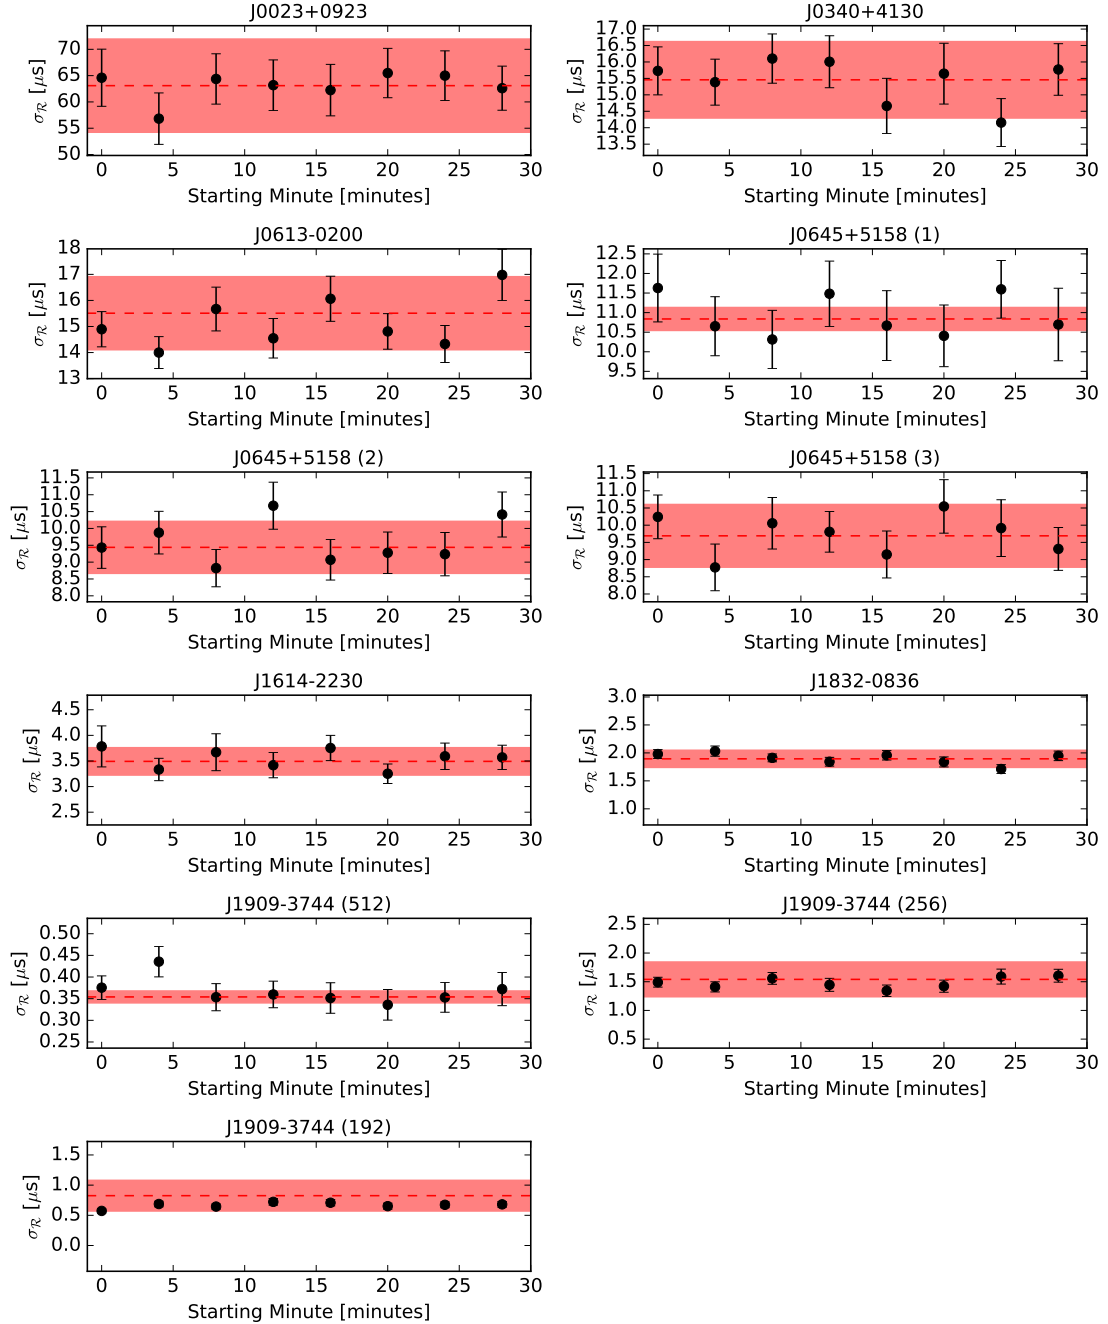 J0023+0923
70
65
60
55
50
σℛ [μs]
0 5 10 15 20 25 30
Starting Minute [minutes]
J0340+4130
17.0
16.5
16.0
15.5
15.0
14.5
14.0
13.5
σℛ [μs]
0 5 10 15 20 25 30
Starting Minute [minutes]
J0613-0200
18
17
16
15
14
13
σℛ [μs]
0 5 10 15 20 25 30
Starting Minute [minutes]
J0645+5158 (1)
12.5
12.0
11.5
11.0
10.5
10.0
9.5
σℛ [μs]
0 5 10 15 20 25 30
Starting Minute [minutes]
J0645+5158 (2)
11.5
11.0
10.5
10.0
9.5
9.0
8.5
8.0
σℛ [μs]
0 5 10 15 20 25 30
Starting Minute [minutes]
J0645+5158 (3)
11.5
11.0
10.5
10.0
9.5
9.0
8.5
8.0
σℛ [μs]
0 5 10 15 20 25 30
Starting Minute [minutes]
J1614-2230
4.5
4.0
3.5
3.0
2.5
σℛ [μs]
0 5 10 15 20 25 30
Starting Minute [minutes]
J1832-0836
3.0
2.5
2.0
1.5
1.0
σℛ [μs]
0 5 10 15 20 25 30
Starting Minute [minutes]
J1909-3744 (512)
0.50
0.45
0.40
0.35
0.30
0.25
σℛ [μs]
0 5 10 15 20 25 30
Starting Minute [minutes]
J1909-3744 (256)
2.5
2.0
1.5
1.0
0.5
σℛ [μs]
0 5 10 15 20 25 30
Starting Minute [minutes]
J1909-3744 (192)
1.5
1.0
0.5
0.0
σℛ [μs]
0 5 10 15 20 25 30
Starting Minute [minutes]